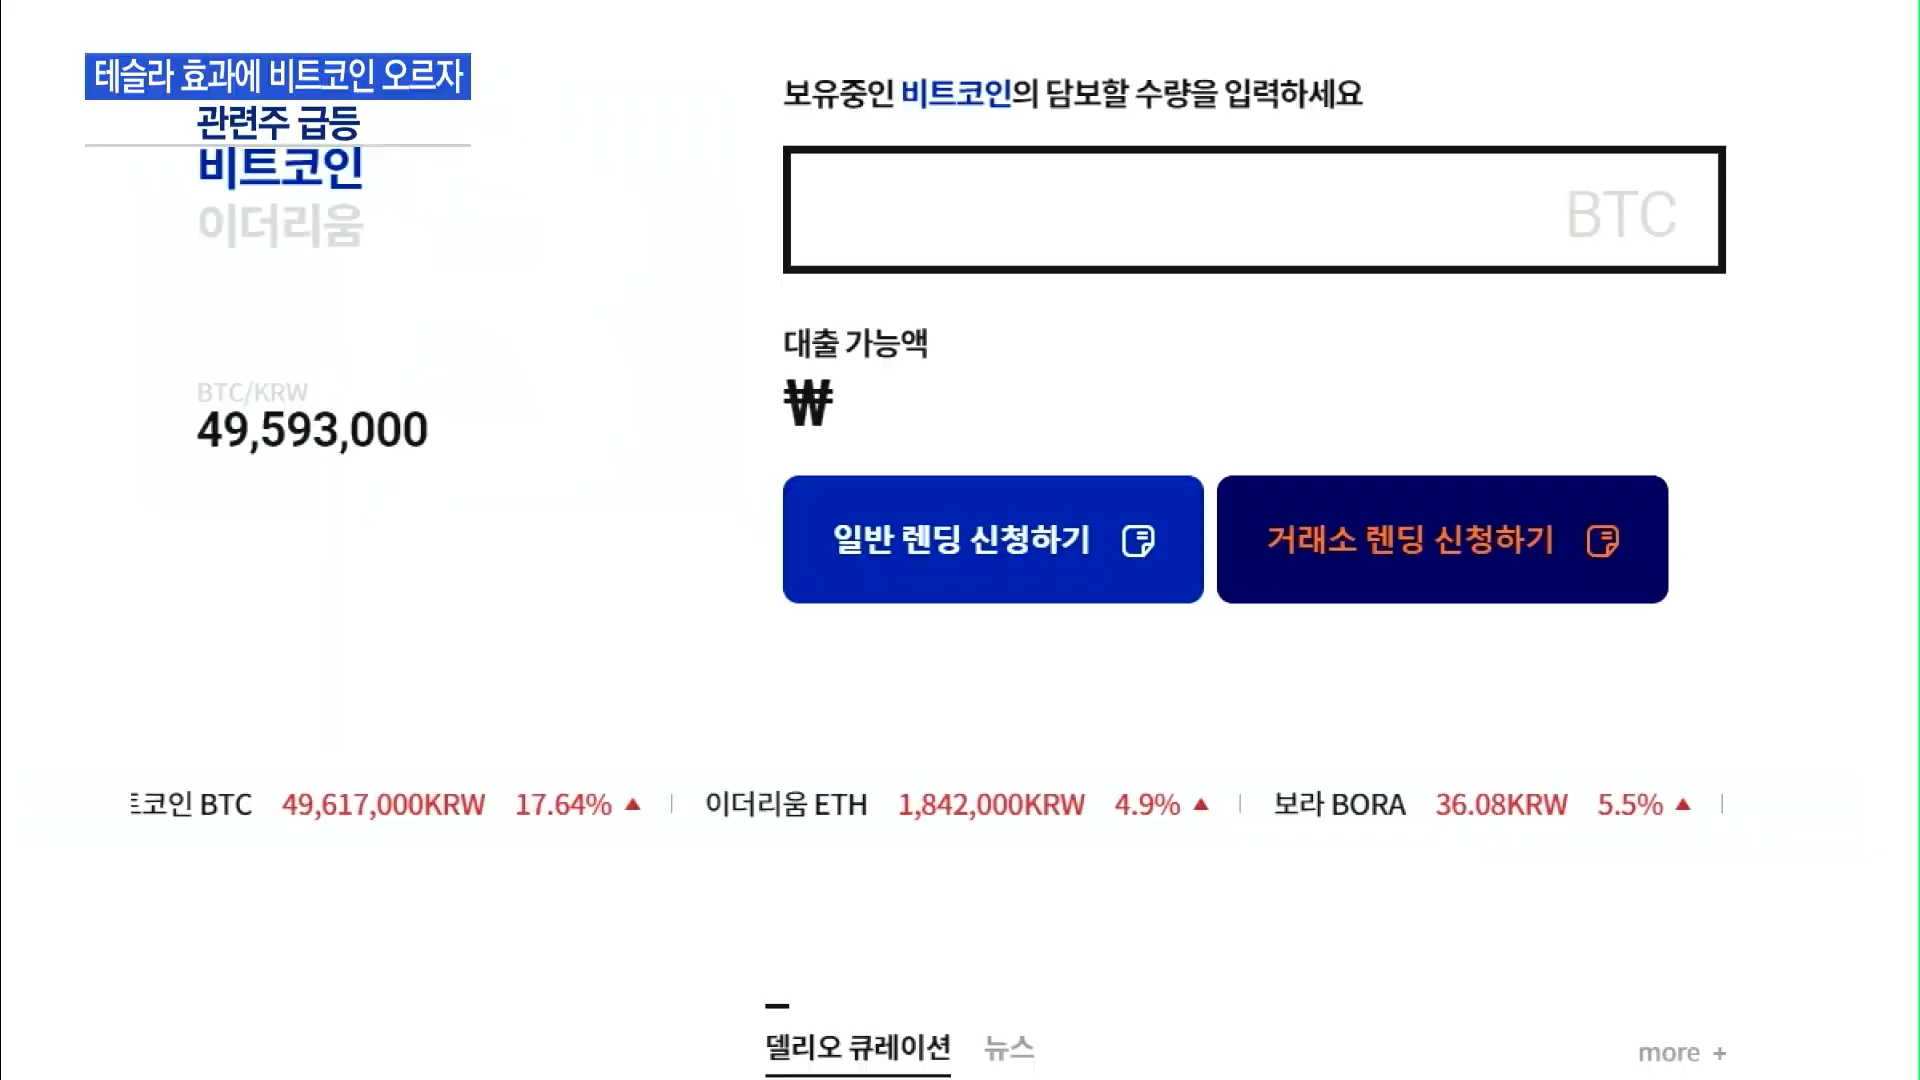 테슬라 효과에 비트코인 오르자
관련주 급등
비트코인
이더리움
BTC/KRW
49,593,000
보유중인 비트코인의 담보할 수량을 입력하세요
BTC
대출 가능액
₩
일반 렌딩 신청하기
거래소 렌딩 신청하기
트코인 BTC 49,617,000KRW 17.64% ▲ | 이더리움 ETH 1,842,000KRW 4.9% ▲ | 보라 BORA 36.08KRW 5.5% ▲ |
델리오 큐레이션 뉴스 more +